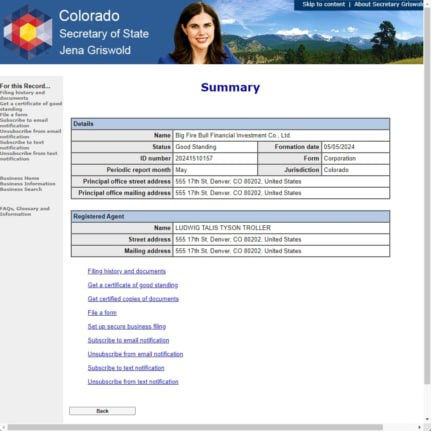 Skip to content | About Secretary Griswold
Colorado
Secretary of State
Jena Griswold
For this Record...
Filing history and
documents
Get a certificate of good
standing
File a form
Subscribe to email
notification
Unsubscribe from email
notification
Subscribe to text
notification
Unsubscribe from text
notification
Business Home
Business Information
Business Search
FAQs, Glossary and
Information
Summary
Details
Name Big Fire Bull Financial Investment Co., Ltd.
Status Good Standing Formation date 05/05/2024
ID number 20241510157 Form Corporation
Periodic report month May Jurisdiction Colorado
Principal office street address 555 17th St, Denver, CO 80202, United States
Principal office mailing address 555 17th St, Denver, CO 80202, United States
Registered Agent
Name LUDWIG TALIS TYSON TROLLER
Street address 555 17th St, Denver, CO 80202, United States
Mailing address 555 17th St, Denver, CO 80202, United States
Filing history and documents
Get a certificate of good standing
Get certified copies of documents
File a form
Set up secure business filing
Subscribe to email notification
Unsubscribe from email notification
Subscribe to text notification
Unsubscribe from text notification
Back